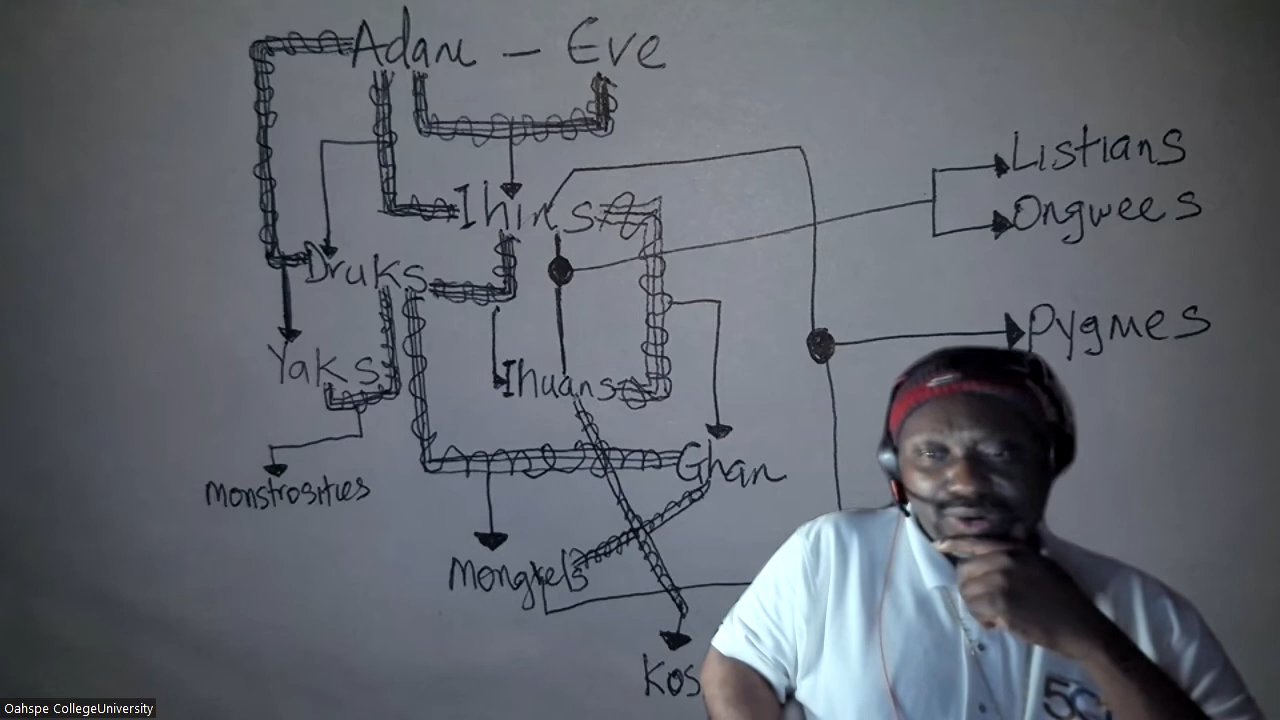 Adam - Eve
Listians
Ihins
Ongwees
Druks
Pygmes
Yaks
Ihuans
Ghan
Monstrosities
Mongrels
Kos
Oahspe CollegeUniversity